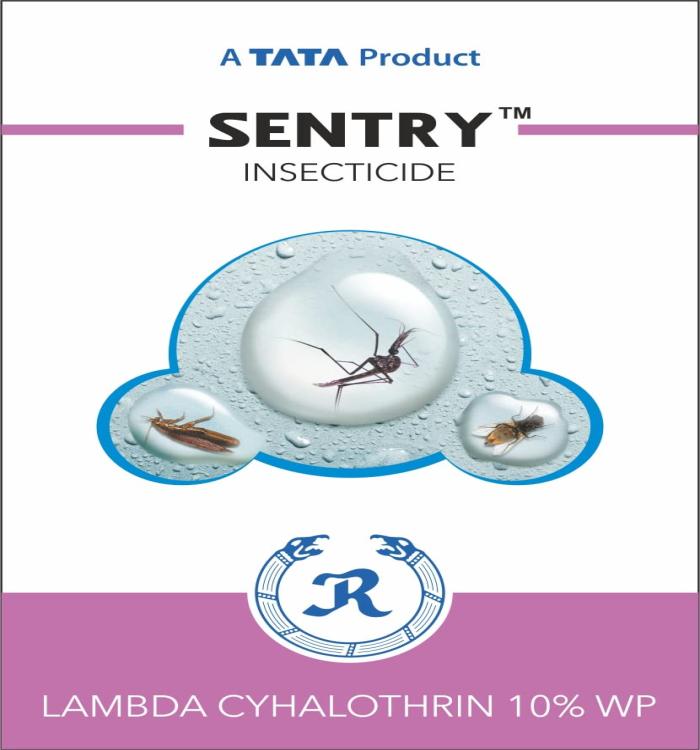 A TATA Product
SENTRY™
INSECTICIDE
R
LAMBDA CYHALOTHRIN 10% WP